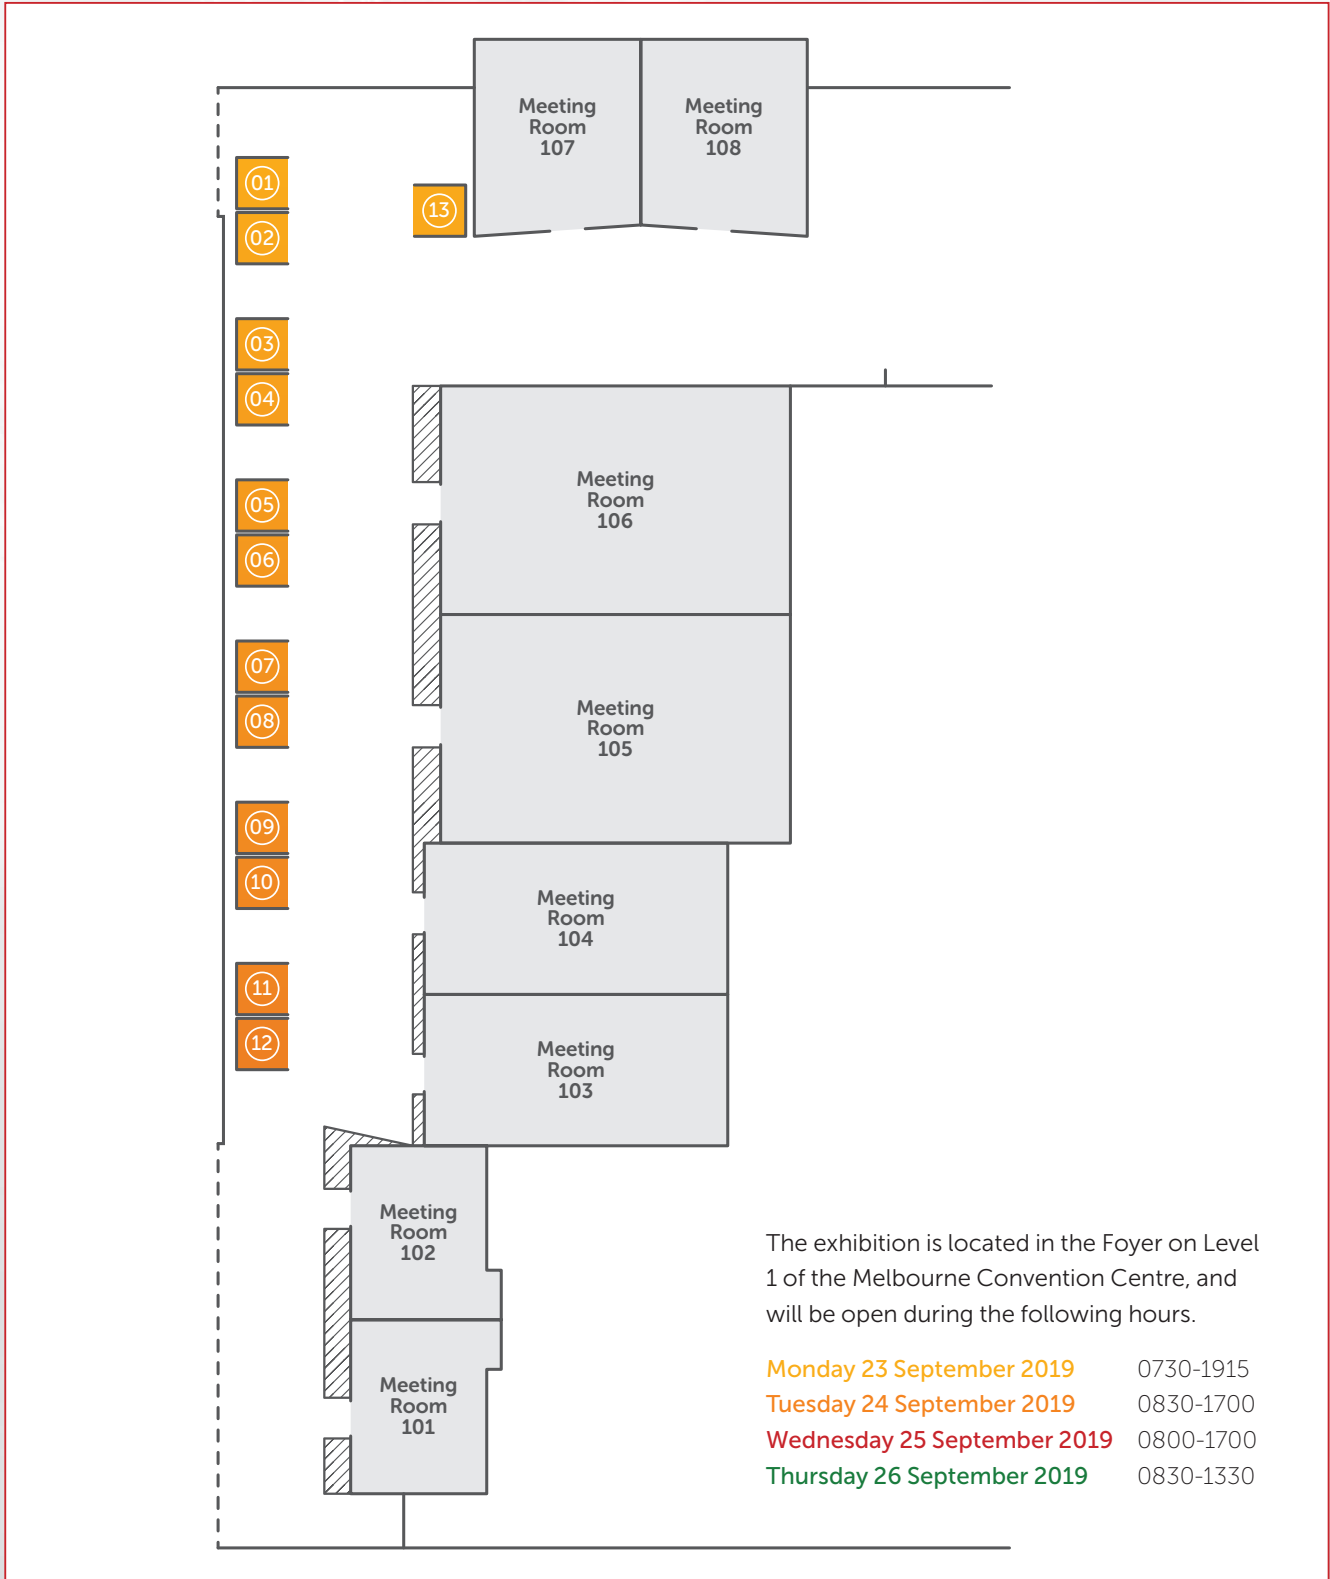 Meeting
Room
107
Meeting
Room
108
01
02
13
03
04
05
06
Meeting
Room
106
07
08
Meeting
Room
105
09
10
Meeting
Room
104
11
12
Meeting
Room
103
Meeting
Room
102
Meeting
Room
101
The exhibition is located in the Foyer on Level
1 of the Melbourne Convention Centre, and
will be open during the following hours.
Monday 23 September 2019 0730-1915
Tuesday 24 September 2019 0830-1700
Wednesday 25 September 2019 0800-1700
Thursday 26 September 2019 0830-1330